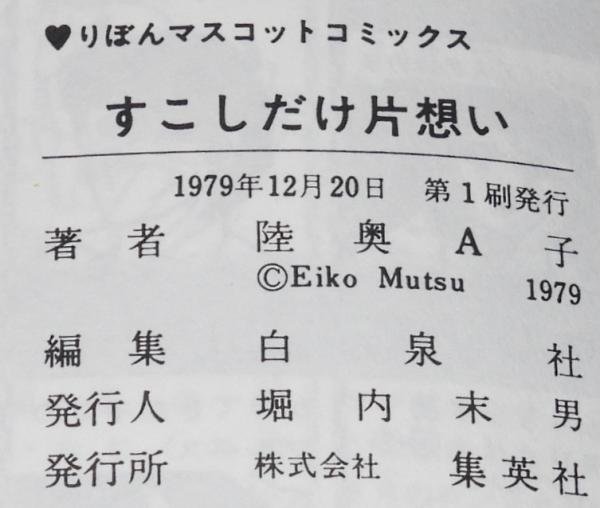 ♥りぼんマスコットコミックス
すこしだけ片想い
1979年12月20日 第1刷発行
著者 陸奥A子
©Eiko Mutsu 1979
編集 白泉社
発行人 堀内末男
発行所 株式会社 集英社